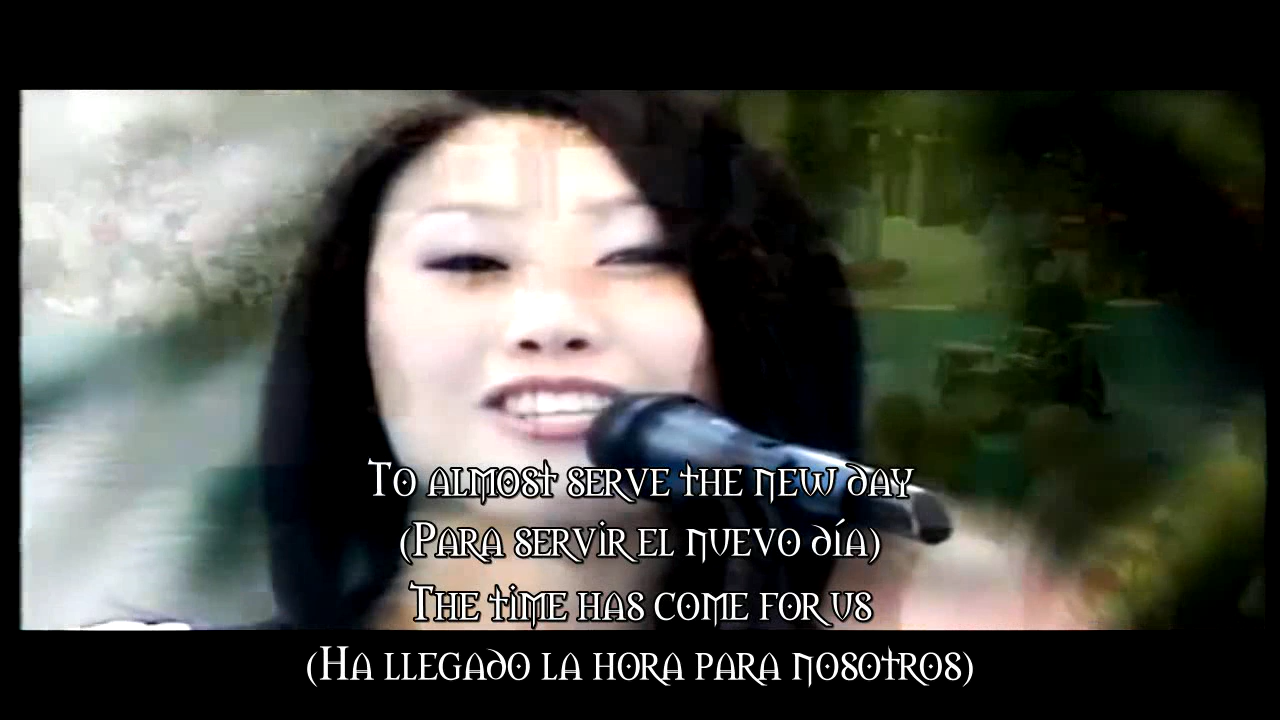 To almost serve the new day
(Para servir el nuevo día)
The time has come for us
(Ha llegado la hora para nosotros)